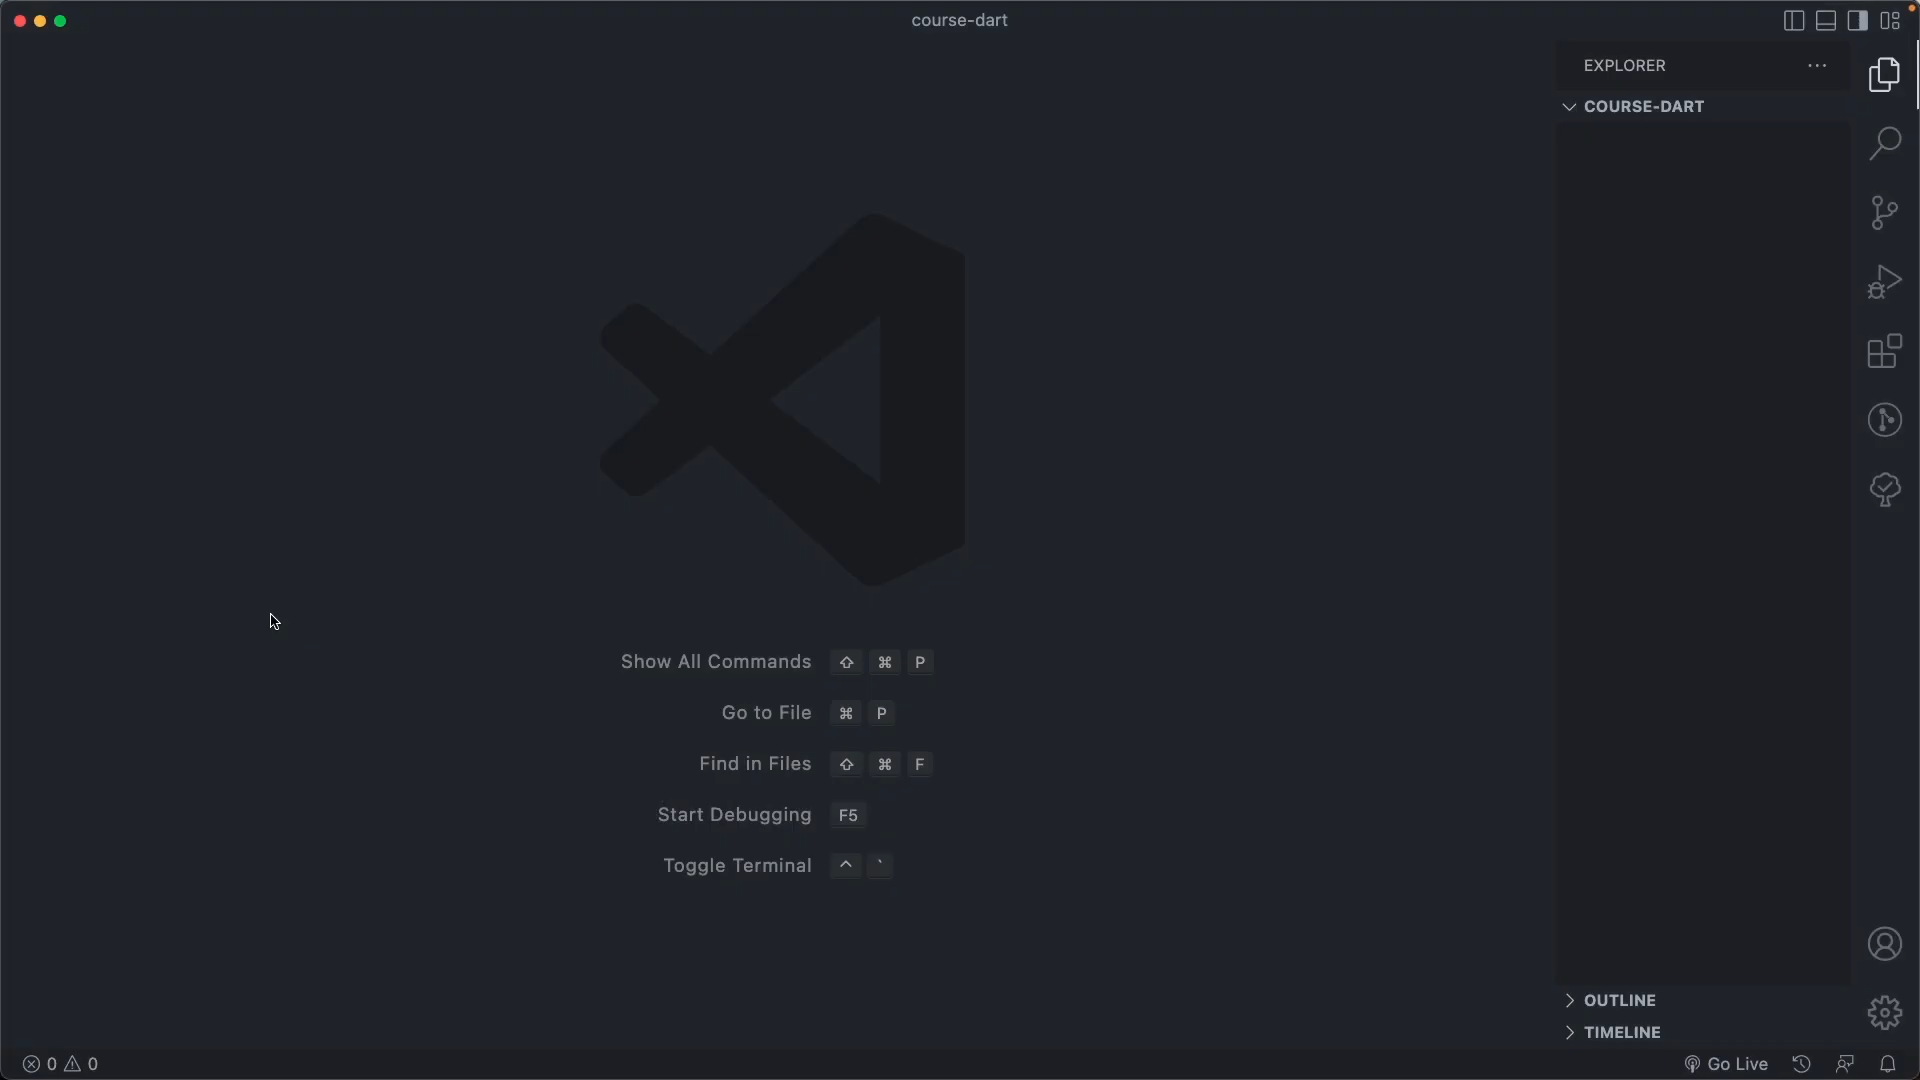 course-dart
EXPLORER
COURSE-DART
Show All Commands ⇧ ⌘ P
Go to File ⌘ P
Find in Files ⇧ ⌘ F
Start Debugging F5
Toggle Terminal ^ `
OUTLINE
TIMELINE
0 0
Go Live